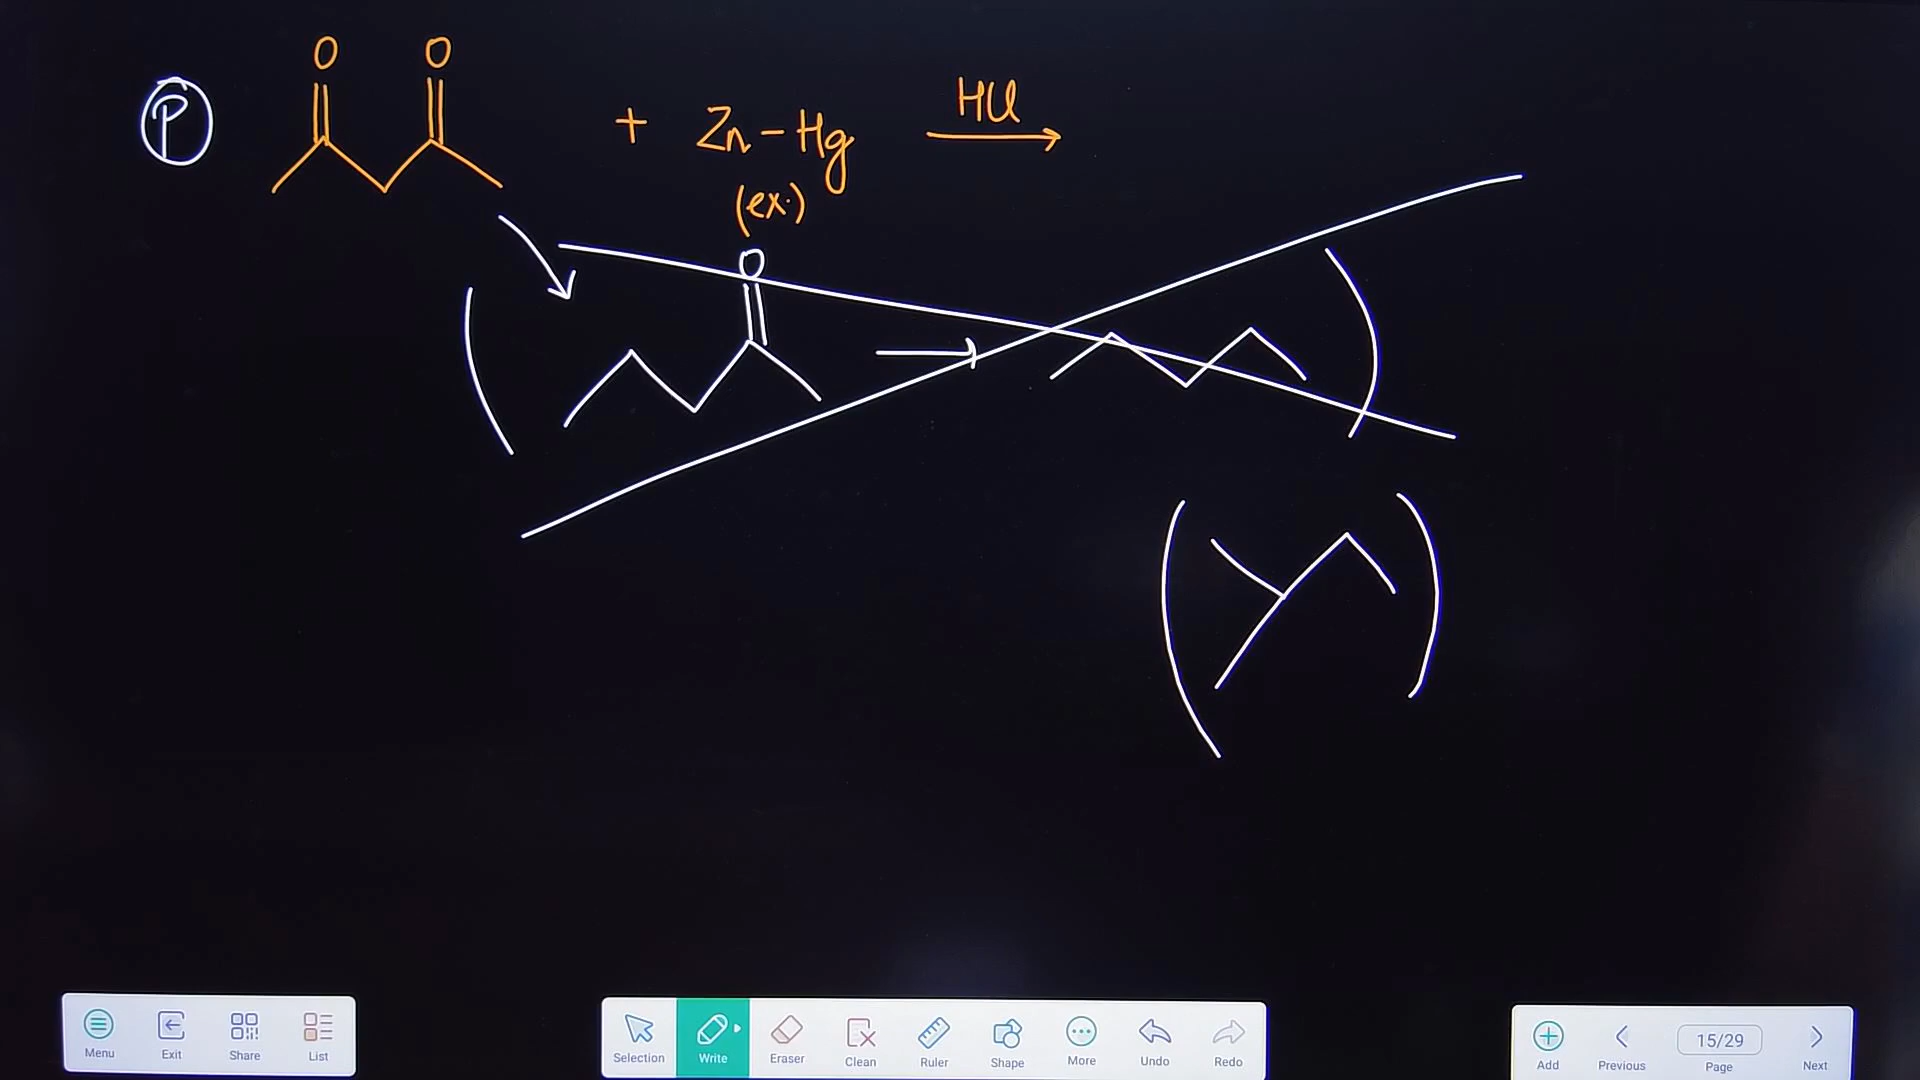 O O
P + Zn-Hg HCl
(ex.)
O
Menu Exit Share List
Selection Write Eraser Clean Ruler Shape More Undo Redo
15/29
Add Previous Page Next